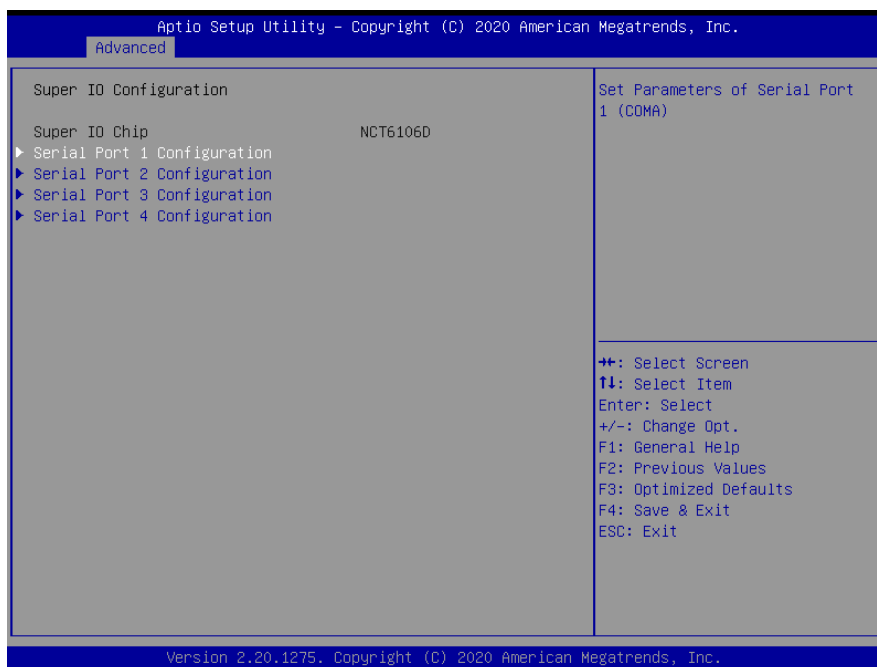 Aptio Setup Utility – Copyright (C) 2020 American Megatrends, Inc.
Advanced
Super IO Configuration
Super IO Chip NCT6106D
▶ Serial Port 1 Configuration
▶ Serial Port 2 Configuration
▶ Serial Port 3 Configuration
▶ Serial Port 4 Configuration
Set Parameters of Serial Port
1 (COMA)
→←: Select Screen
↑↓: Select Item
Enter: Select
+/-: Change Opt.
F1: General Help
F2: Previous Values
F3: Optimized Defaults
F4: Save & Exit
ESC: Exit
Version 2.20.1275. Copyright (C) 2020 American Megatrends, Inc.